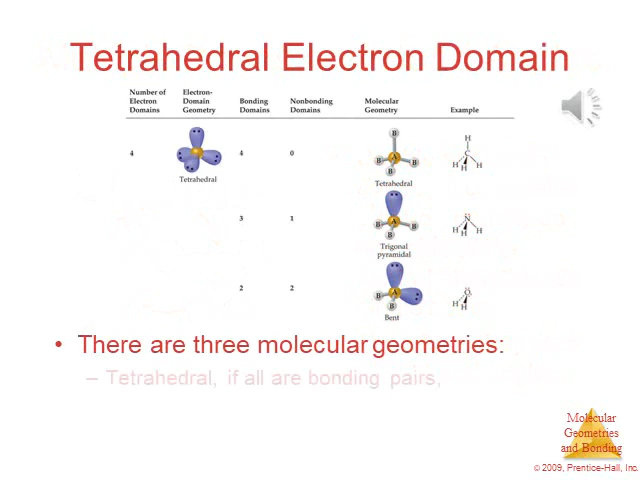 Tetrahedral Electron Domain
Number of Electron Domains
Electron-Domain Geometry
Bonding Domains
Nonbonding Domains
Molecular Geometry
Example
4
Tetrahedral
4
0
B
A
B
B
B
Tetrahedral
H
C
H
H
H
3
1
A
B
B
B
Trigonal pyramidal
N
H
H
H
2
2
A
B
B
Bent
O
H
H
• There are three molecular geometries:
– Tetrahedral, if all are bonding pairs,
Molecular
Geometries
and Bonding
© 2009, Prentice-Hall, Inc.